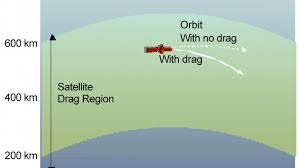 Orbit
With no drag
600 km
With drag
Satellite
Drag Region
400 km
200 km